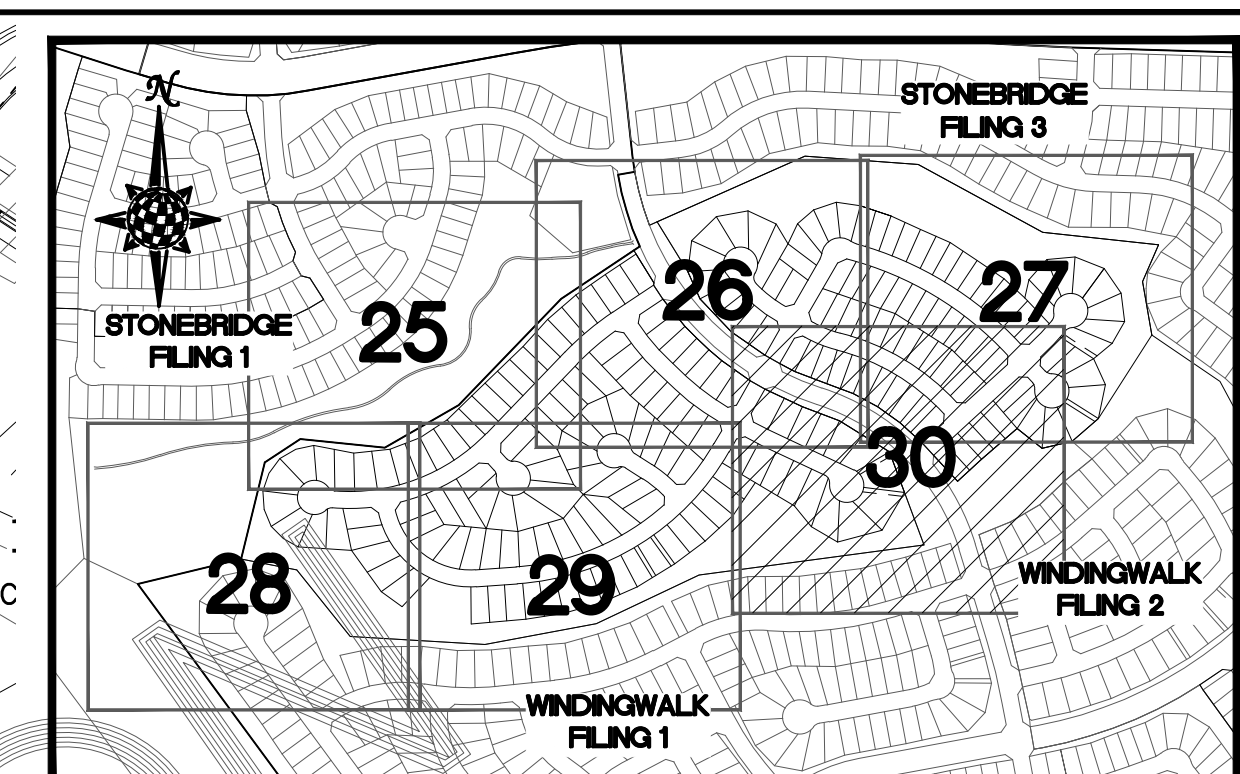 N
STONEBRIDGE
FILING 3
26
27
25
STONEBRIDGE
FILING 1
30
28
29
WINDINGWALK
FILING 2
WINDINGWALK
FILING 1
C